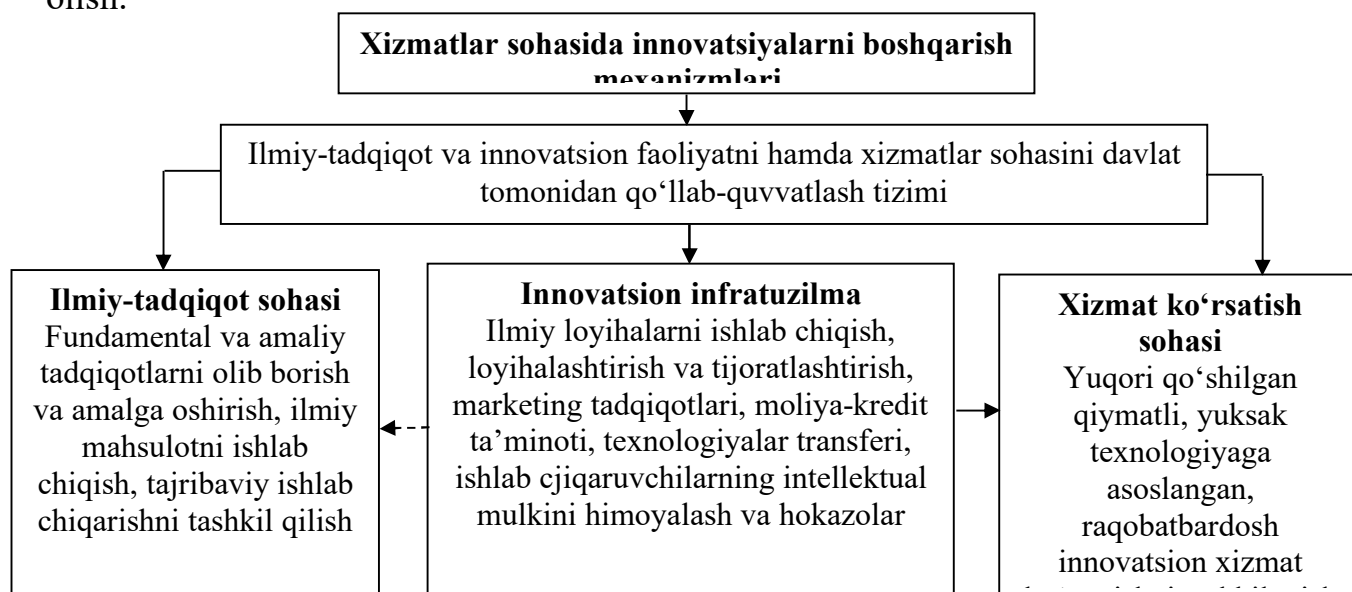 olish.
Xizmatlar sohasida innovatsiyalarni boshqarish
mexanizmlari
Ilmiy-tadqiqot va innovatsion faoliyatni hamda xizmatlar sohasini davlat
tomonidan qo‘llab-quvvatlash tizimi
Ilmiy-tadqiqot sohasi
Fundamental va amaliy
tadqiqotlarni olib borish
va amalga oshirish, ilmiy
mahsulotni ishlab
chiqish, tajribaviy ishlab
chiqarishni tashkil qilish
Innovatsion infratuzilma
Ilmiy loyihalarni ishlab chiqish,
loyihalashtirish va tijoratlashtirish,
marketing tadqiqotlari, moliya-kredit
ta’minoti, texnologiyalar transferi,
ishlab cjiqaruvchilarning intellektual
mulkini himoyalash va hokazolar
Xizmat ko‘rsatish
sohasi
Yuqori qo‘shilgan
qiymatli, yuksak
texnologiyaga
asoslangan,
raqobatbardosh
innovatsion xizmat